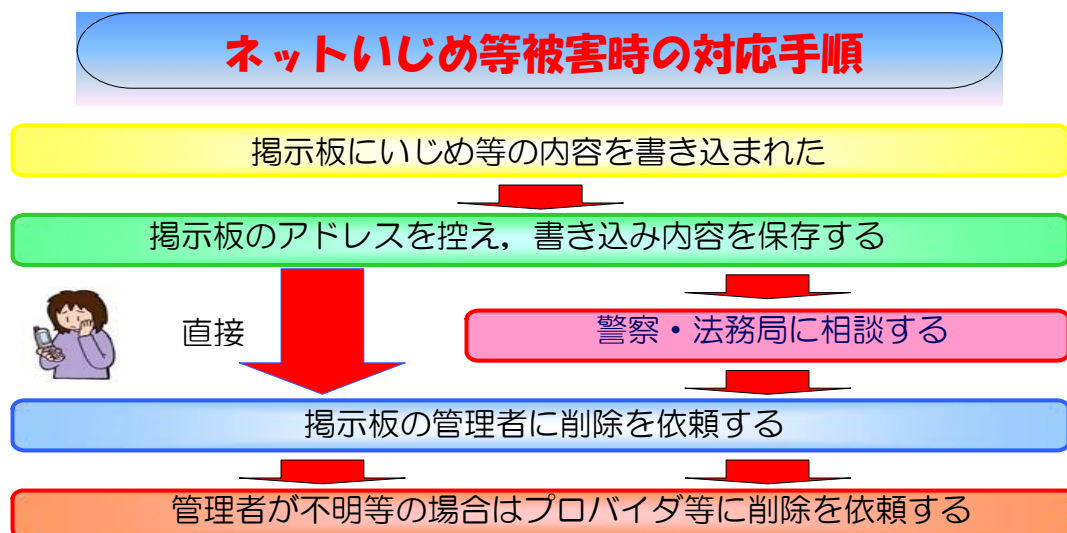 ネットいじめ等被害時の対応手順
掲示板にいじめ等の内容を書き込まれた
掲示板のアドレスを控え，書き込み内容を保存する
直接
警察・法務局に相談する
掲示板の管理者に削除を依頼する
管理者が不明等の場合はプロバイダ等に削除を依頼する